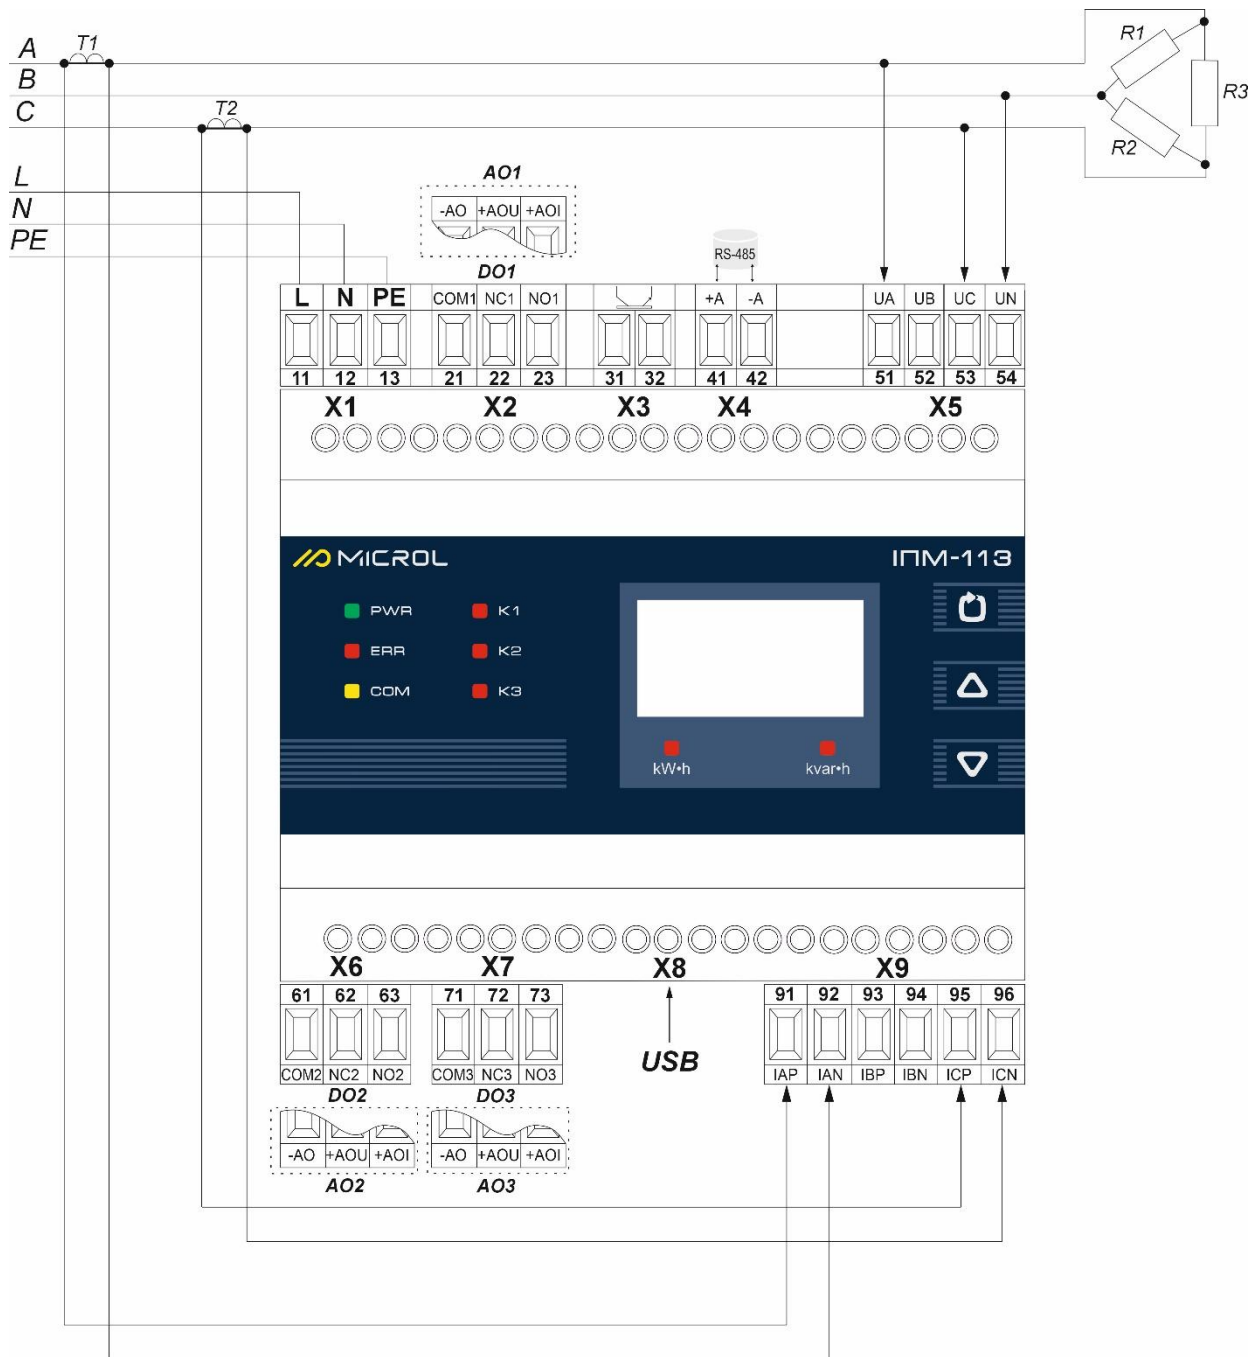 A T1
B
C T2
R1
R3
R2
L
N
PE
AO1
-AO +AOU +AOI
DO1
RS-485
L N PE COM1 NC1 NO1 +A -A UA UB UC UN
11 12 13 21 22 23 31 32 41 42 51 52 53 54
X1 X2 X3 X4 X5
MICROL ІПМ-113
PWR K1
ERR K2
COM K3
kW•h kvar•h
X6 X7 X8 X9
61 62 63 71 72 73 91 92 93 94 95 96
USB
COM2 NC2 NO2 COM3 NC3 NO3 IAP IAN IBP IBN ICP ICN
DO2 DO3
-AO +AOU +AOI -AO +AOU +AOI
AO2 AO3